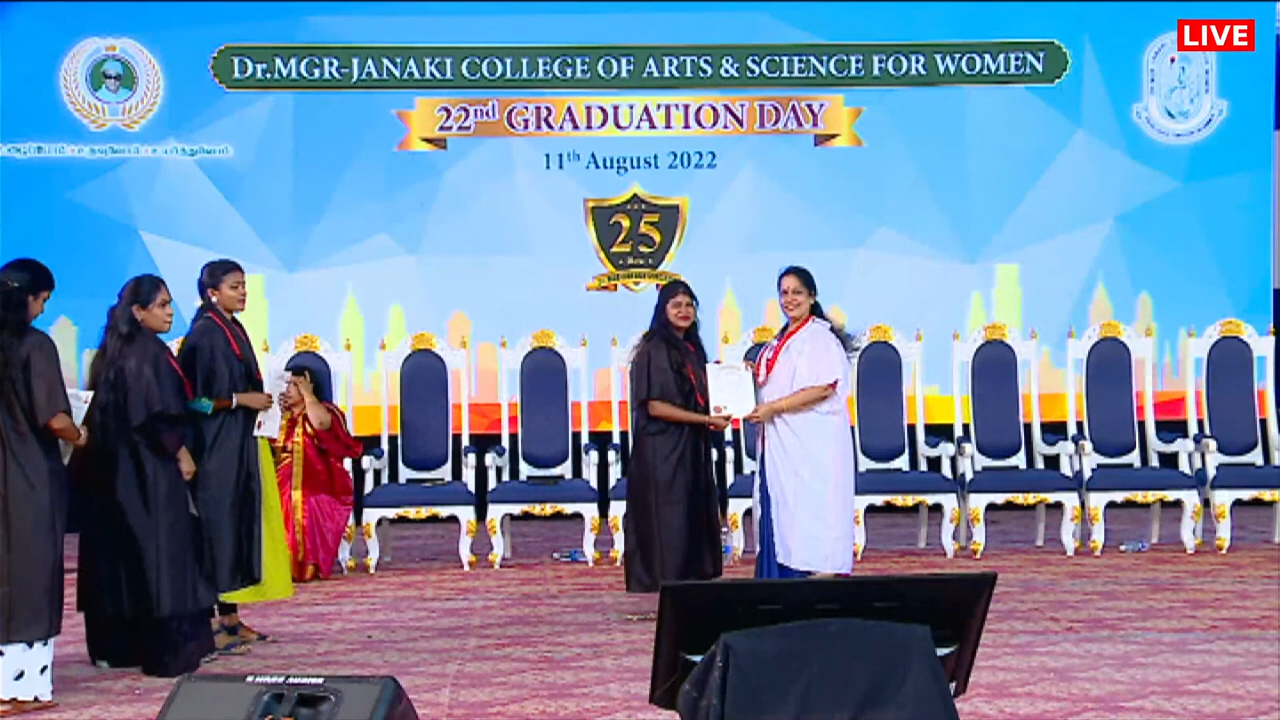 LIVE
Dr.MGR-JANAKI COLLEGE OF ARTS & SCIENCE FOR WOMEN
22nd GRADUATION DAY
11th August 2022
25